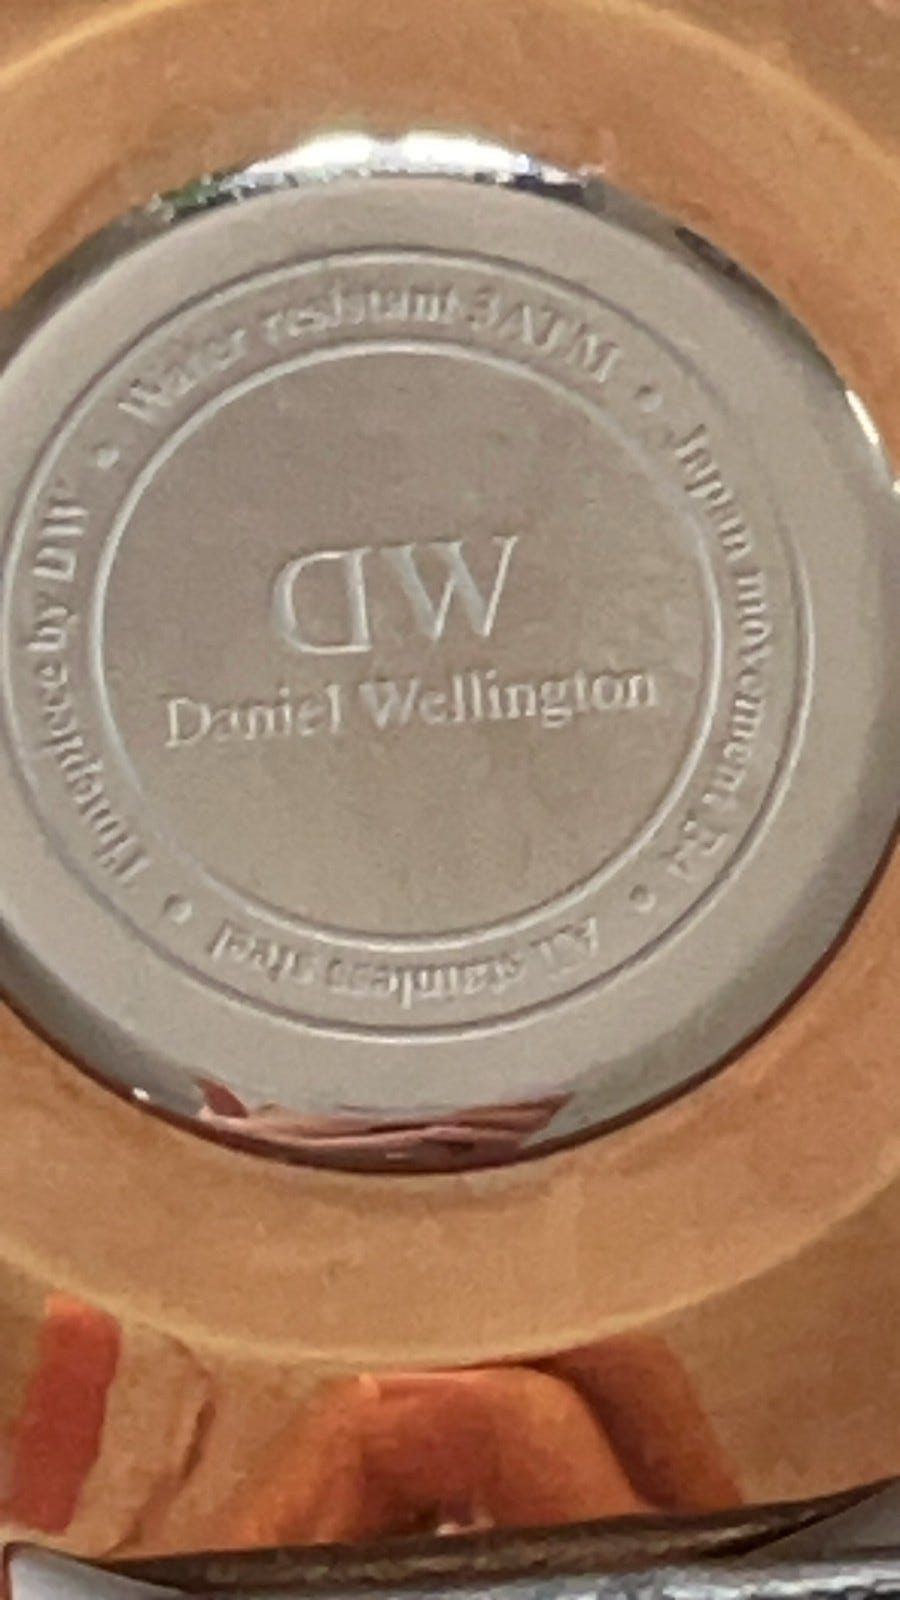 Water resistant 3ATM • Japan movement • All stainless steel • Timepiece by DW •
DW
Daniel Wellington